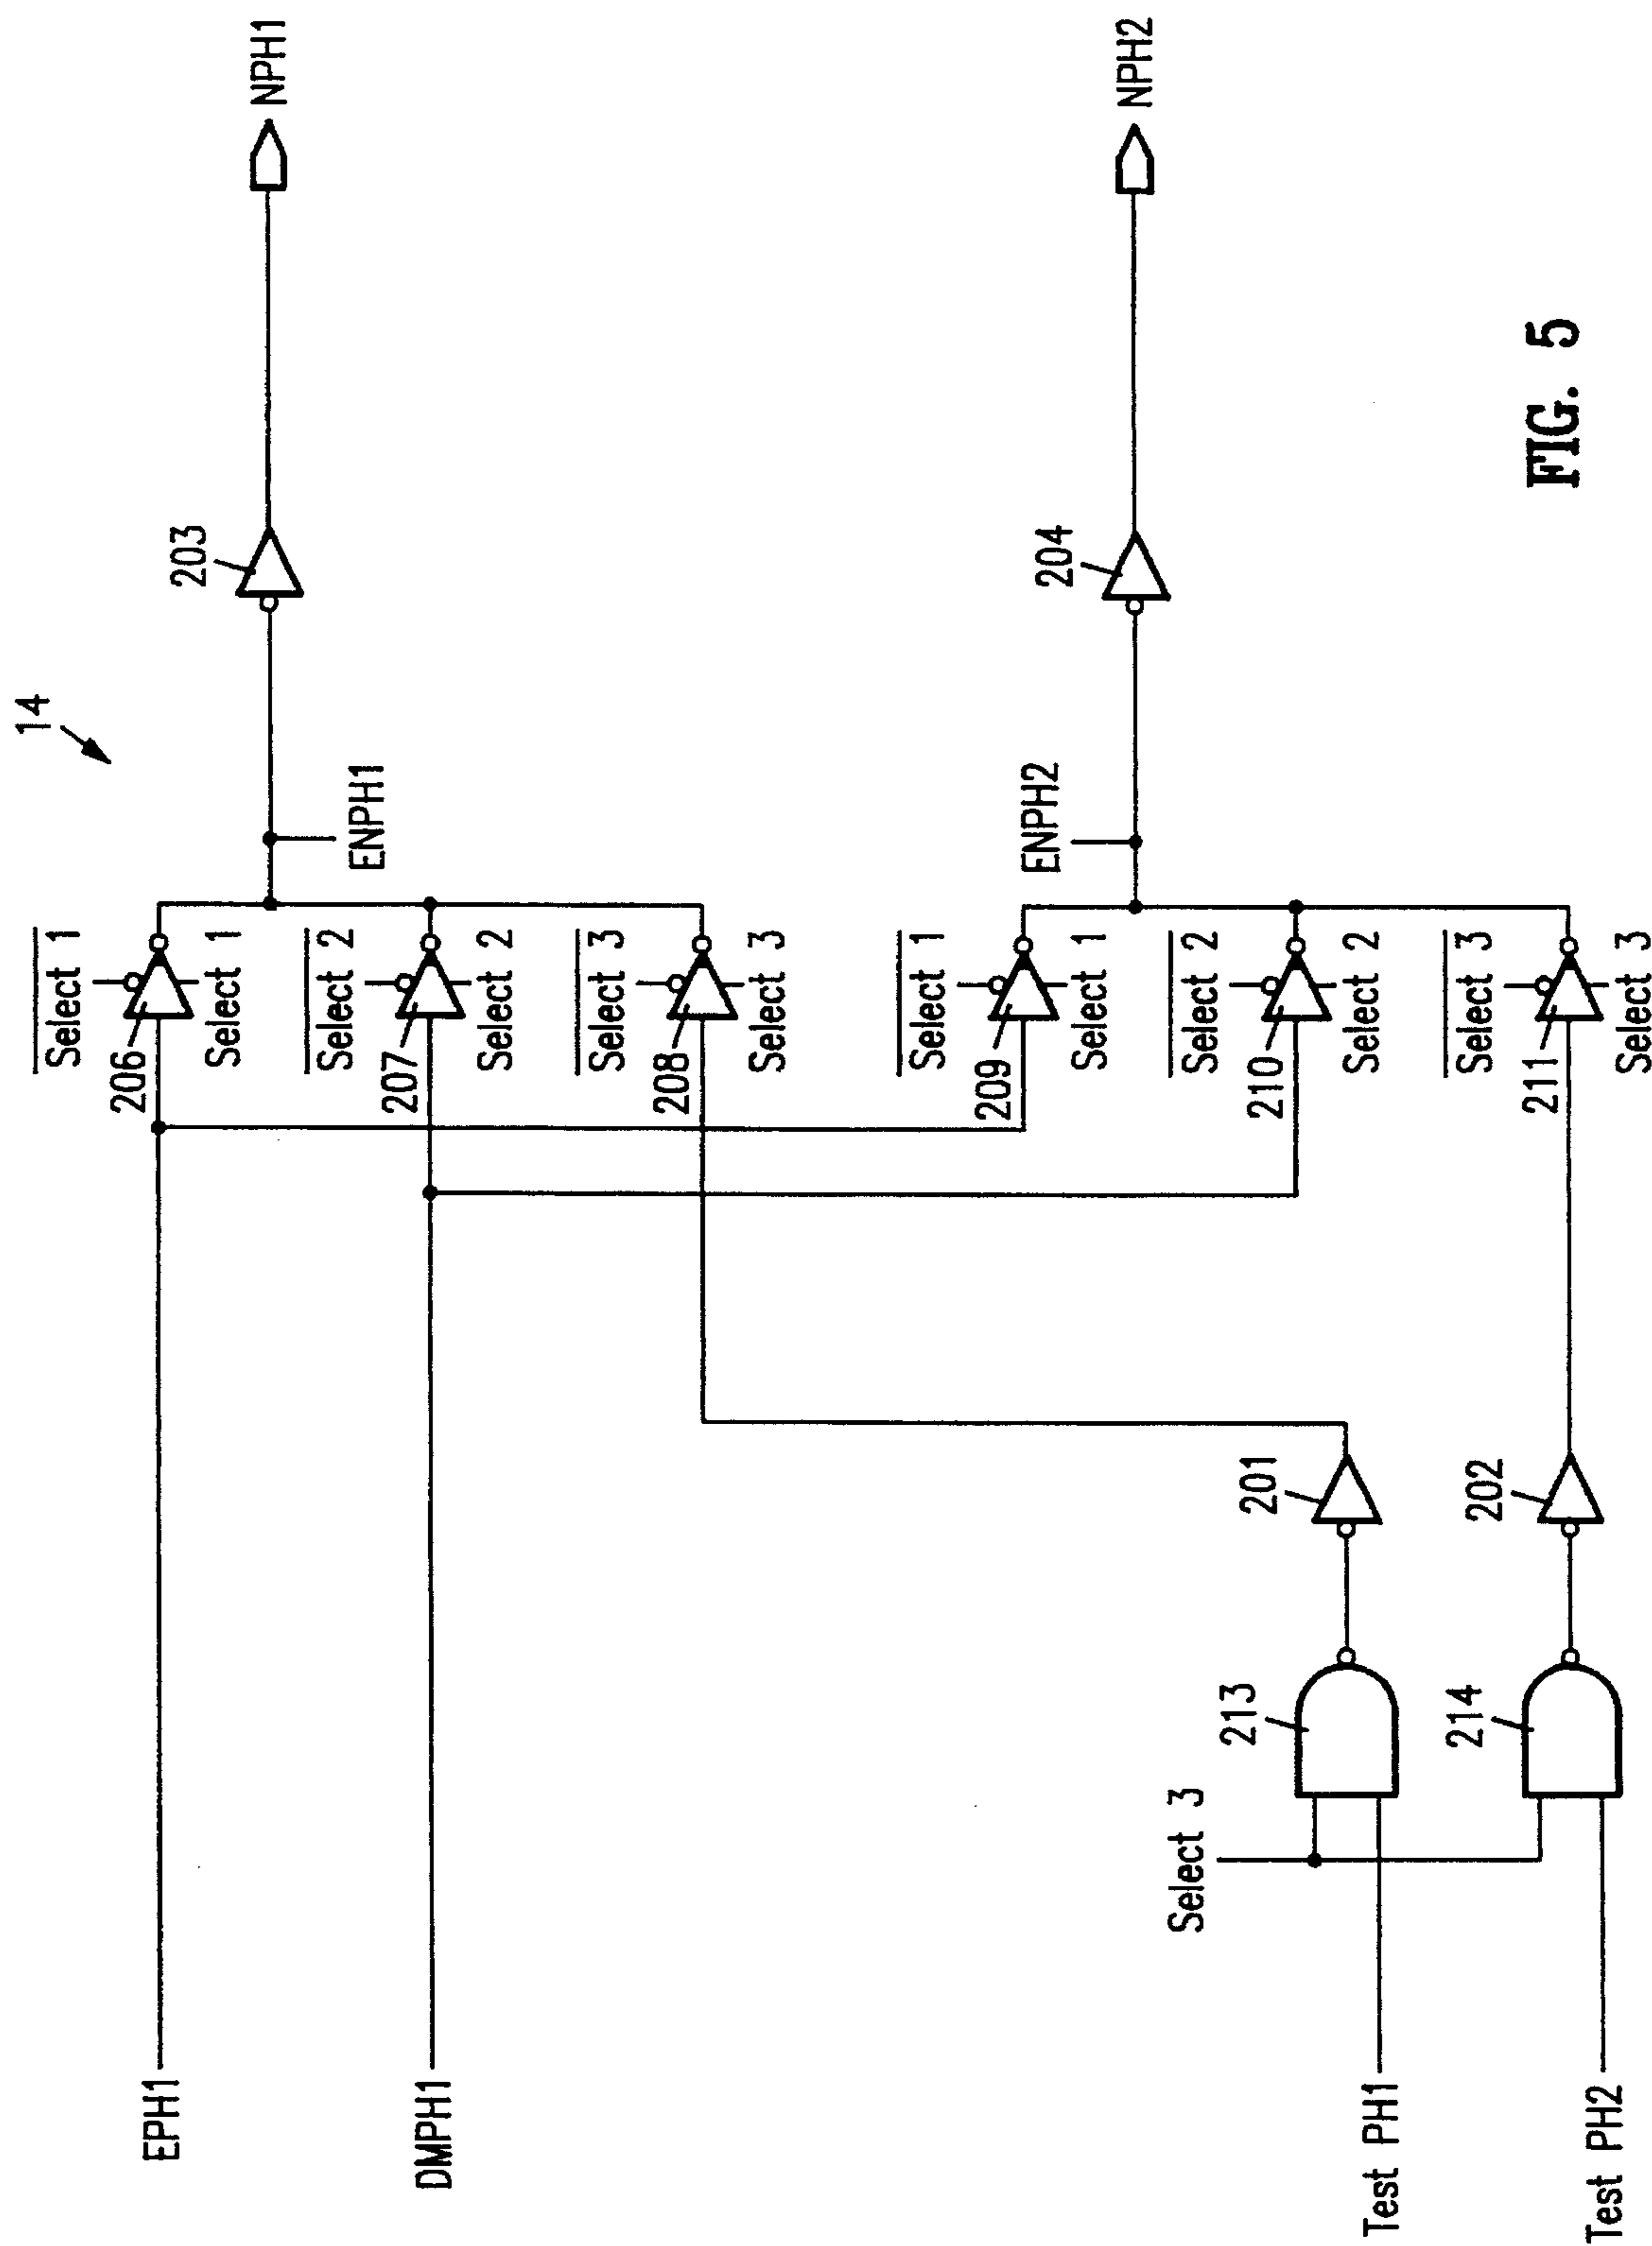 14
EPH1
206
Select 1
Select 1
203
NPH1
DMPH1
207
Select 2
Select 2
ENPH1
208
Select 3
Select 3
209
Select 1
Select 1
ENPH2
204
NPH2
210
Select 2
Select 2
Select 3
Test PH1
213
201
211
Select 3
Select 3
Test PH2
214
202
FIG. 5